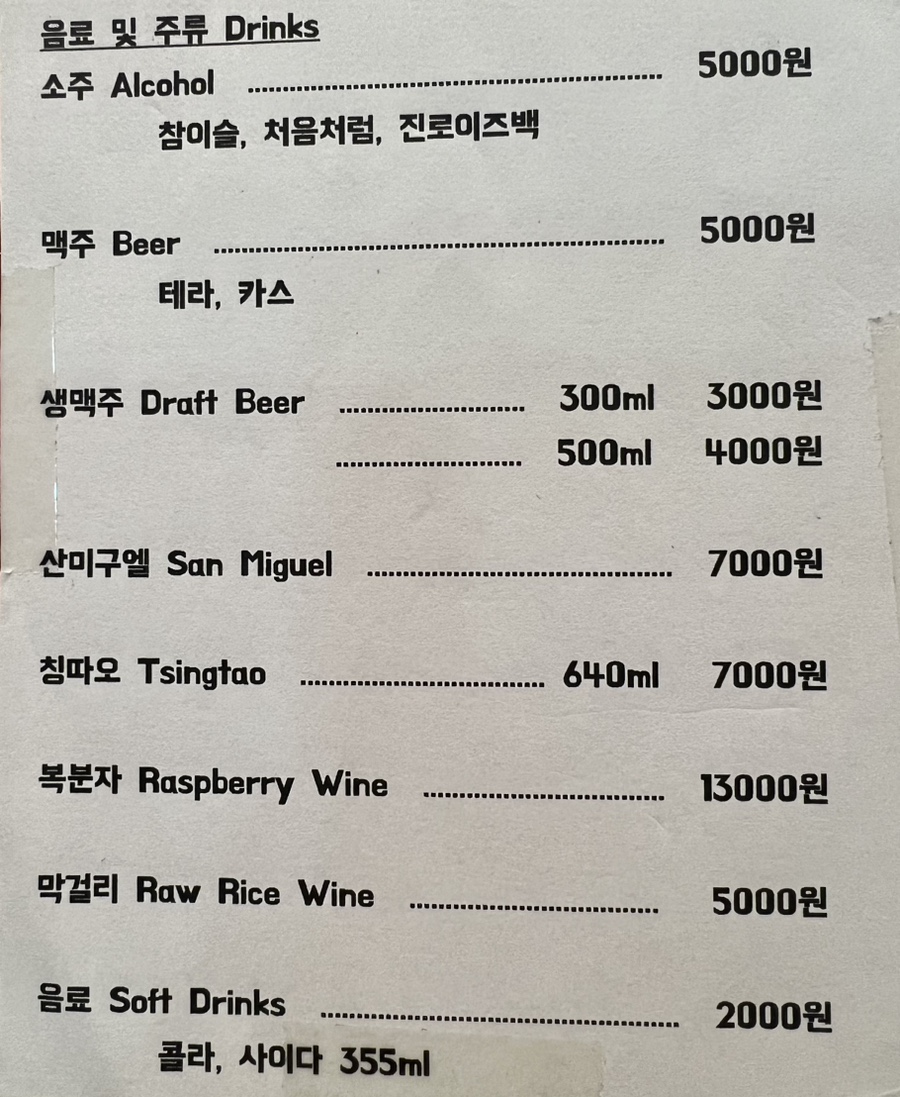 음료 및 주류 Drinks
소주 Alcohol ........................ 5000원
참이슬, 처음처럼, 진로이즈백
맥주 Beer ........................ 5000원
테라, 카스
생맥주 Draft Beer ........................ 300ml 3000원
........................ 500ml 4000원
산미구엘 San Miguel ........................ 7000원
칭따오 Tsingtao ........................ 640ml 7000원
복분자 Raspberry Wine ........................ 13000원
막걸리 Raw Rice Wine ........................ 5000원
음료 Soft Drinks ........................ 2000원
콜라, 사이다 355ml